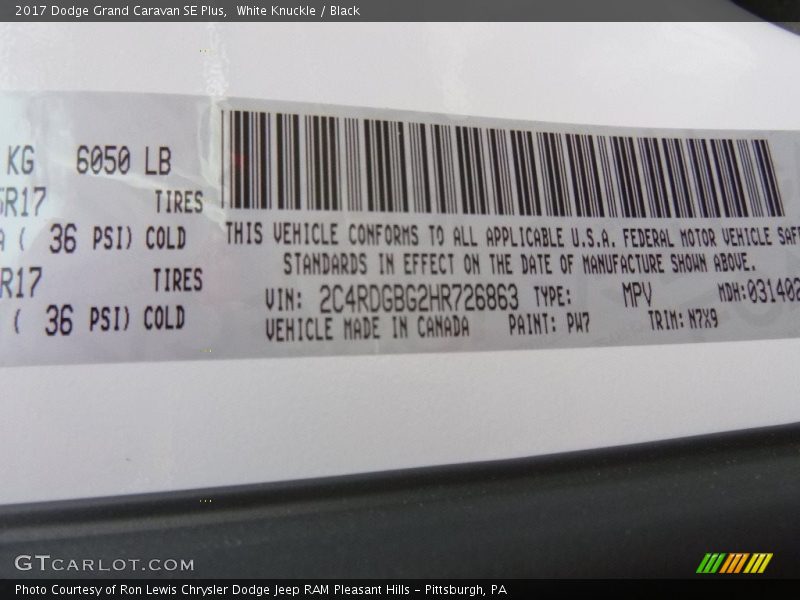 2017 Dodge Grand Caravan SE Plus,  White Knuckle / Black
KG 6050 LB
R17 TIRES
( 36 PSI) COLD
R17 TIRES
( 36 PSI) COLD
THIS VEHICLE CONFORMS TO ALL APPLICABLE U.S.A. FEDERAL MOTOR VEHICLE SAF
STANDARDS IN EFFECT ON THE DATE OF MANUFACTURE SHOWN ABOVE.
VIN: 2C4RDGBG2HR726863 TYPE: MPV MDH:031402
VEHICLE MADE IN CANADA PAINT: PW7 TRIM: N7X9
GTCARLOT.COM
Photo Courtesy of Ron Lewis Chrysler Dodge Jeep RAM Pleasant Hills - Pittsburgh, PA